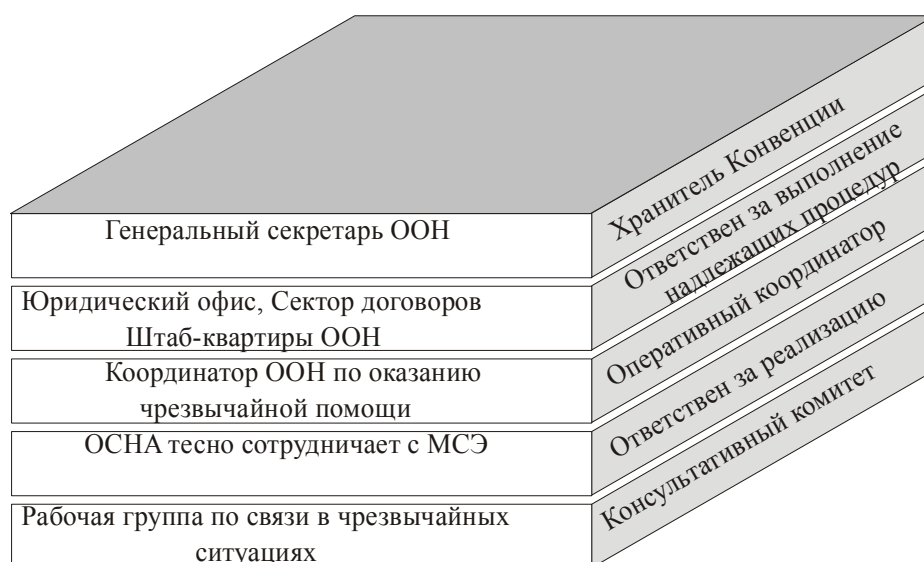 Генеральный секретарь ООН
Хранитель Конвенции
Юридический офис, Сектор договоров
Штаб-квартиры ООН
Ответствен за выполнение
надлежащих процедур
Координатор ООН по оказанию
чрезвычайной помощи
Оперативный координатор
ОСНА тесно сотрудничает с МСЭ
Ответствен за реализацию
Рабочая группа по связи в чрезвычайных
ситуациях
Консультативный комитет